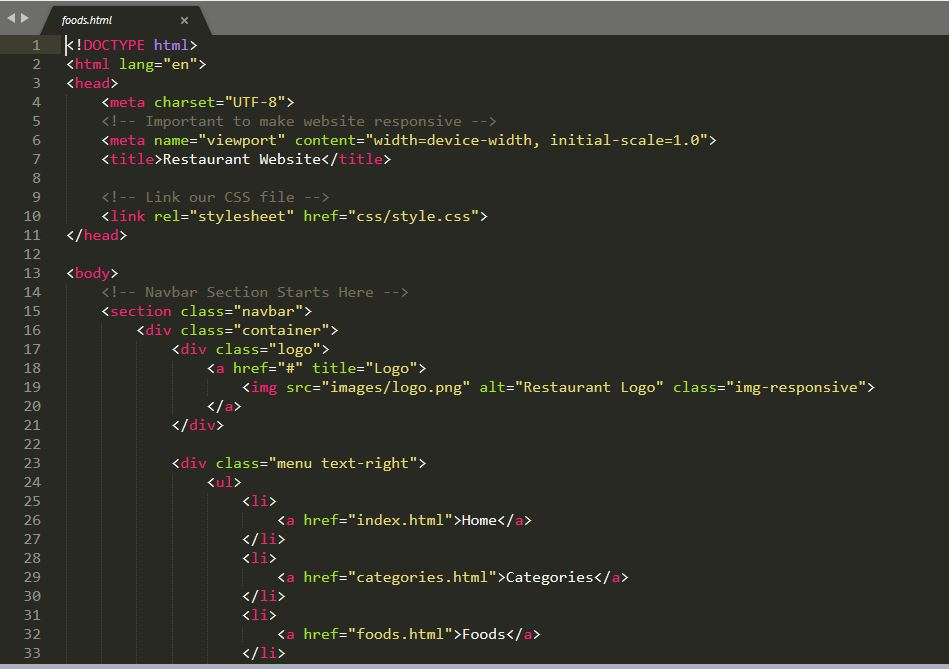 foods.html
1 <!DOCTYPE html>
2 <html lang="en">
3 <head>
4     <meta charset="UTF-8">
5     <!-- Important to make website responsive -->
6     <meta name="viewport" content="width=device-width, initial-scale=1.0">
7     <title>Restaurant Website</title>
8
9     <!-- Link our CSS file -->
10     <link rel="stylesheet" href="css/style.css">
11 </head>
12
13 <body>
14     <!-- Navbar Section Starts Here -->
15     <section class="navbar">
16         <div class="container">
17             <div class="logo">
18                 <a href="#" title="Logo">
19                     <img src="images/logo.png" alt="Restaurant Logo" class="img-responsive">
20                 </a>
21             </div>
22
23             <div class="menu text-right">
24                 <ul>
25                     <li>
26                         <a href="index.html">Home</a>
27                     </li>
28                     <li>
29                         <a href="categories.html">Categories</a>
30                     </li>
31                     <li>
32                         <a href="foods.html">Foods</a>
33                     </li>